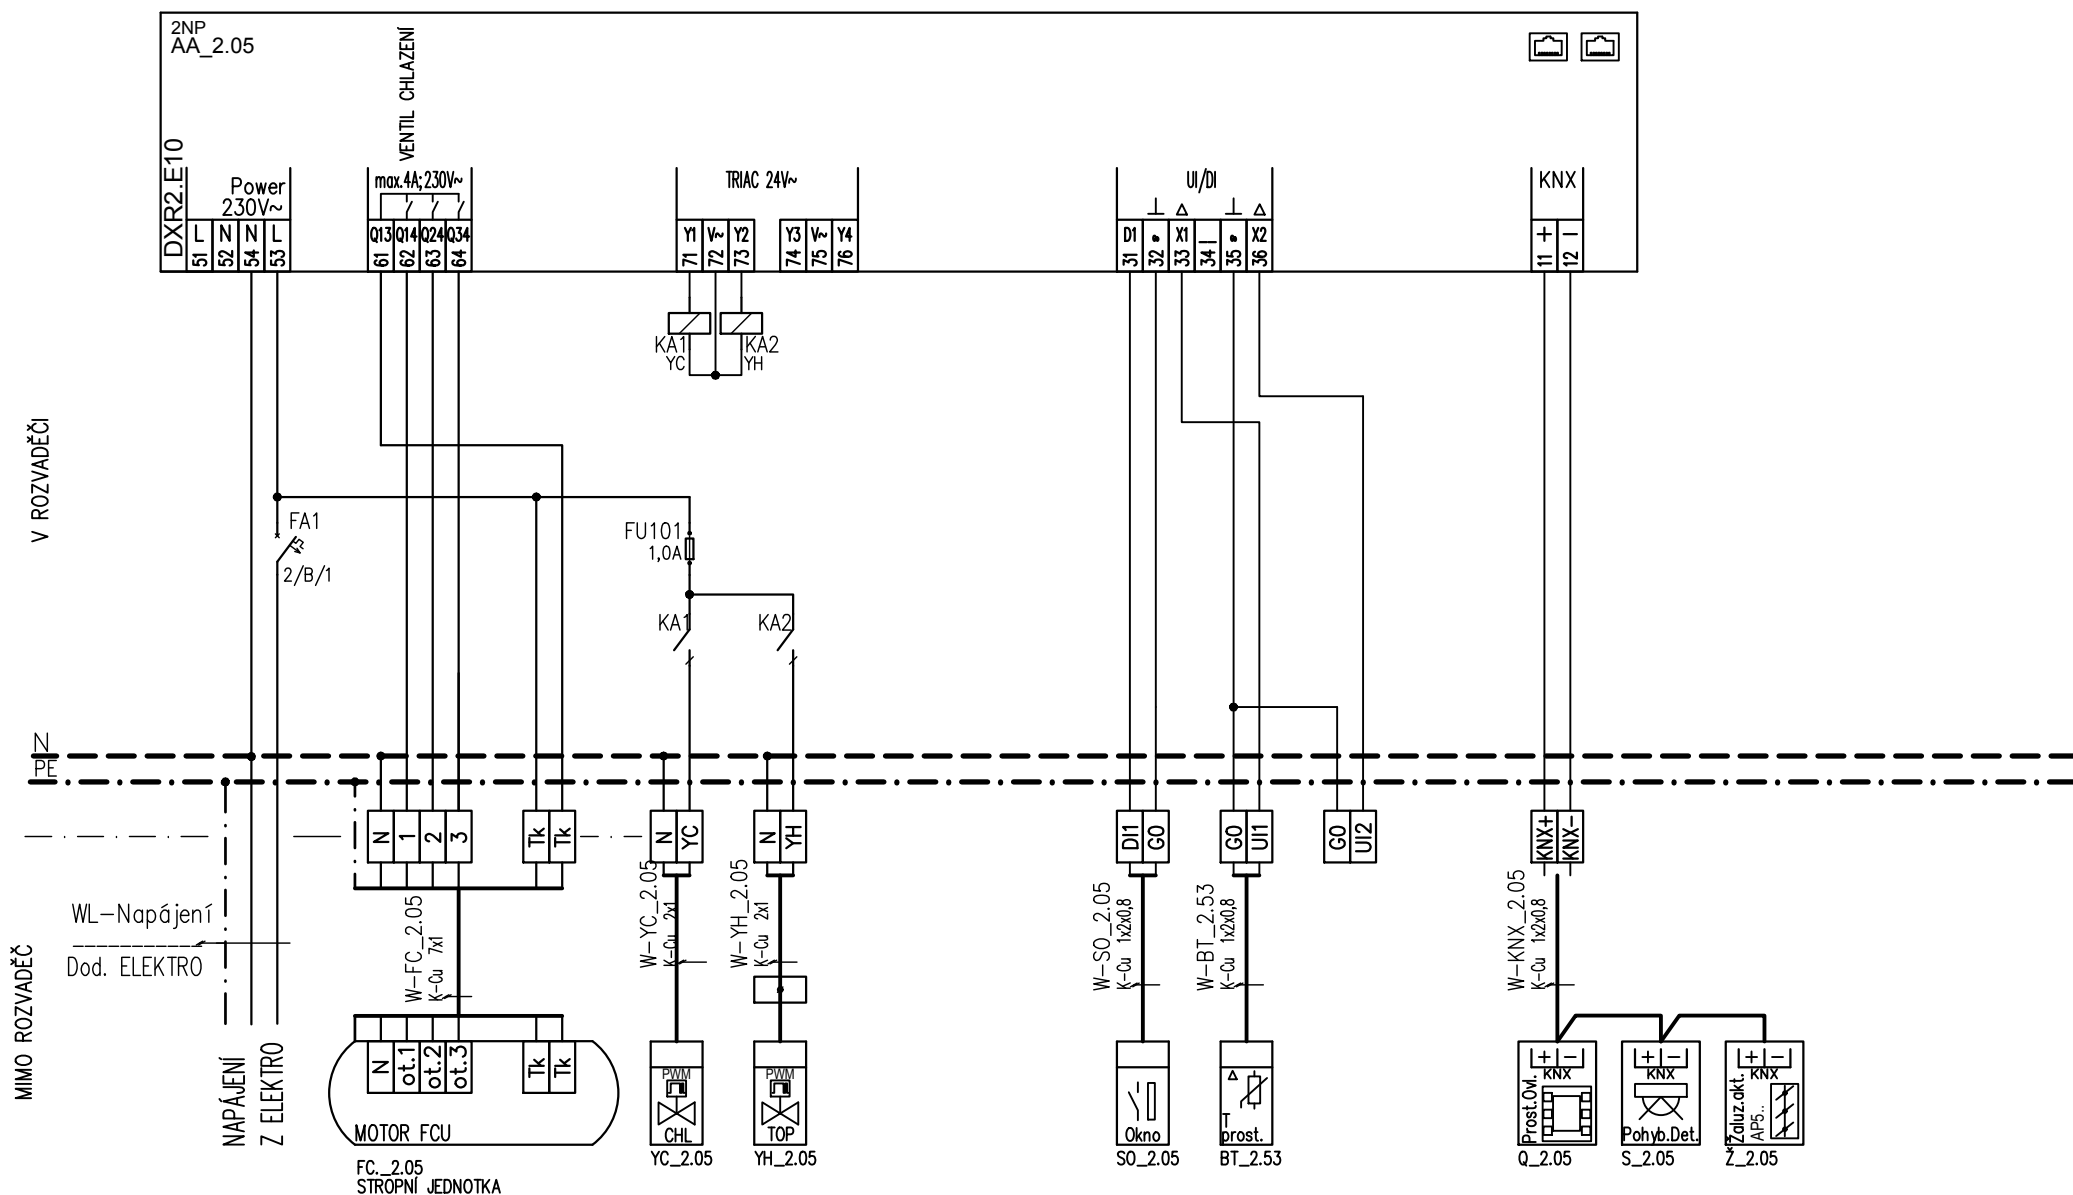 2NP
AA_2.05
DXR2.E10
Power
230V~
L
N
N
L
51
52
54
53
VENTIL CHLAZENÍ
max.4A;230V~
Q13
Q14
Q24
Q34
61
62
63
64
TRIAC 24V~
Y1
V~
Y2
71
72
73
Y3
V~
Y4
74
75
76
UI/DI
D1
X1
X2
31
32
33
34
35
36
KNX
+
−
11
12
KA1
YC
KA2
YH
V ROZVADĚČI
FA1
2/B/1
FU101
1,0A
KA1
KA2
N
PE
N
1
2
3
Tk
Tk
N
YC
N
YH
DI1
GO
GO
UI1
GO
UI2
KNX+
KNX-
MIMO ROZVADĚČ
WL-Napájení
Dod. ELEKTRO
W-FC_2.05
K-Cu 7x1
W-YC_2.05
K-Cu 2x1
W-YH_2.05
K-Cu 2x1
W-SO_2.05
K-Cu 1x2x0,8
W-BT_2.53
K-Cu 1x2x0,8
W-KNX_2.05
K-Cu 1x2x0,8
NAPÁJENÍ
Z ELEKTRO
N
ot.1
ot.2
ot.3
Tk
Tk
MOTOR FCU
FC._2.05
STROPNÍ JEDNOTKA
PWM
CHL
YC_2.05
PWM
TOP
YH_2.05
Okno
SO_2.05
T
prost.
BT_2.53
+ −
KNX
Prost.Ovl.
Q_2.05
+ −
KNX
Pohyb.Det.
S_2.05
+ −
KNX
Žaluz.akt.
AP5..
Ž_2.05